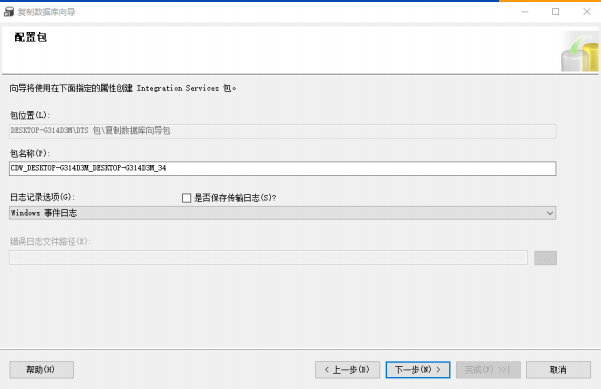 复制数据库向导
配置包
向导将使用在下面指定的属性创建 Integration Services 包。
包位置(L):
DESKTOP-G314D3M\DTS 包\复制数据库向导包
包名称(P):
CDW_DESKTOP-G314D3M_DESKTOP-G314D3M_34
日志记录选项(G):
是否保存传输日志(S)?
Windows 事件日志
错误日志文件路径(E):
...
帮助(H)
< 上一步(B)
下一步(N) >
完成(F) >>|
取消